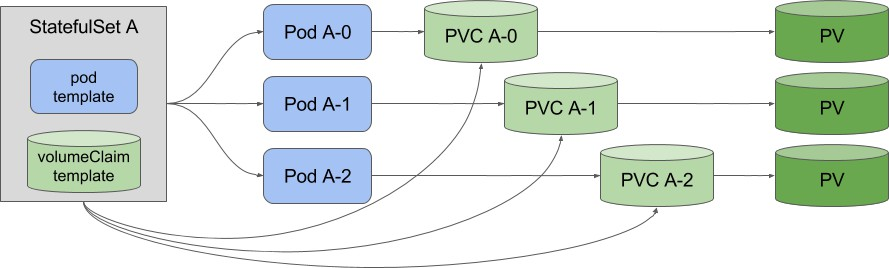 StatefulSet A
pod
template
volumeClaim
template
Pod A-0
PVC A-0
PV
Pod A-1
PVC A-1
PV
Pod A-2
PVC A-2
PV